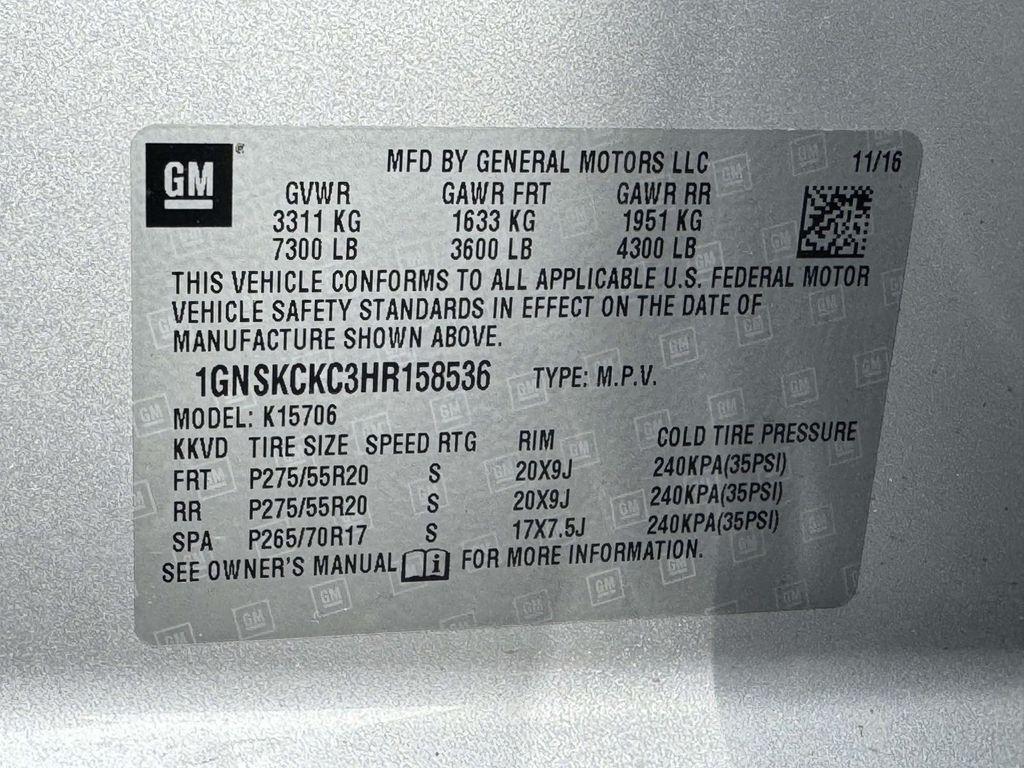 GM
MFD BY GENERAL MOTORS LLC 11/16
GVWR GAWR FRT GAWR RR
3311 KG 1633 KG 1951 KG
7300 LB 3600 LB 4300 LB
THIS VEHICLE CONFORMS TO ALL APPLICABLE U.S. FEDERAL MOTOR
VEHICLE SAFETY STANDARDS IN EFFECT ON THE DATE OF
MANUFACTURE SHOWN ABOVE.
1GNSKCKC3HR158536 TYPE: M.P.V.
MODEL: K15706
KKVD TIRE SIZE SPEED RTG RIM COLD TIRE PRESSURE
FRT P275/55R20 S 20X9J 240KPA(35PSI)
RR P275/55R20 S 20X9J 240KPA(35PSI)
SPA P265/70R17 S 17X7.5J 240KPA(35PSI)
SEE OWNER'S MANUAL i FOR MORE INFORMATION.